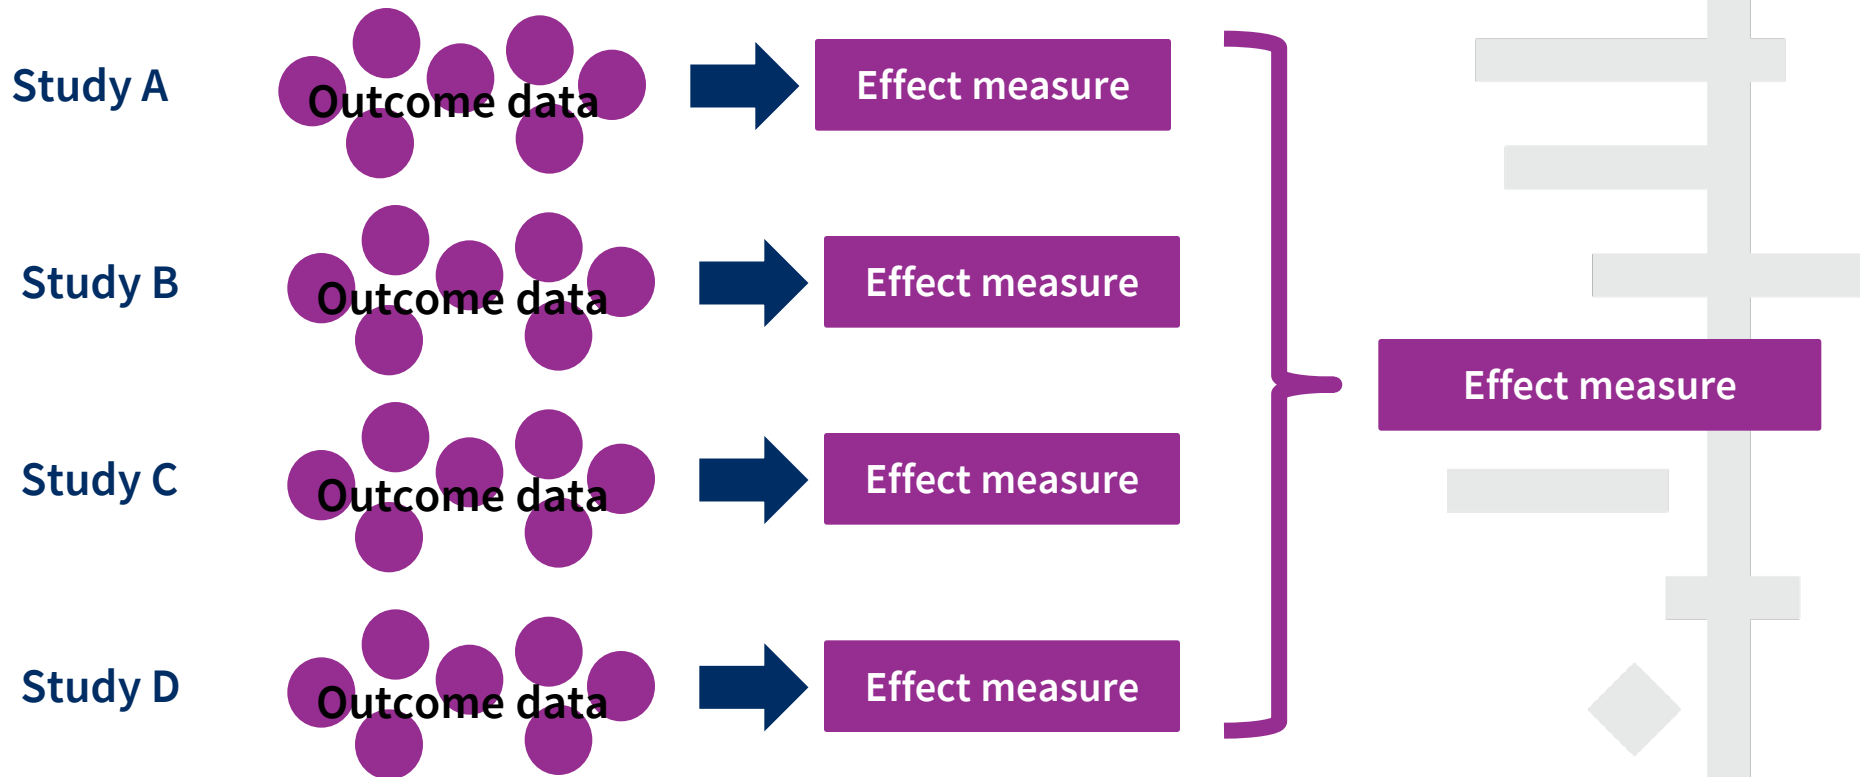 Study A
Outcome data
Effect measure
Study B
Outcome data
Effect measure
Effect measure
Study C
Outcome data
Effect measure
Study D
Outcome data
Effect measure